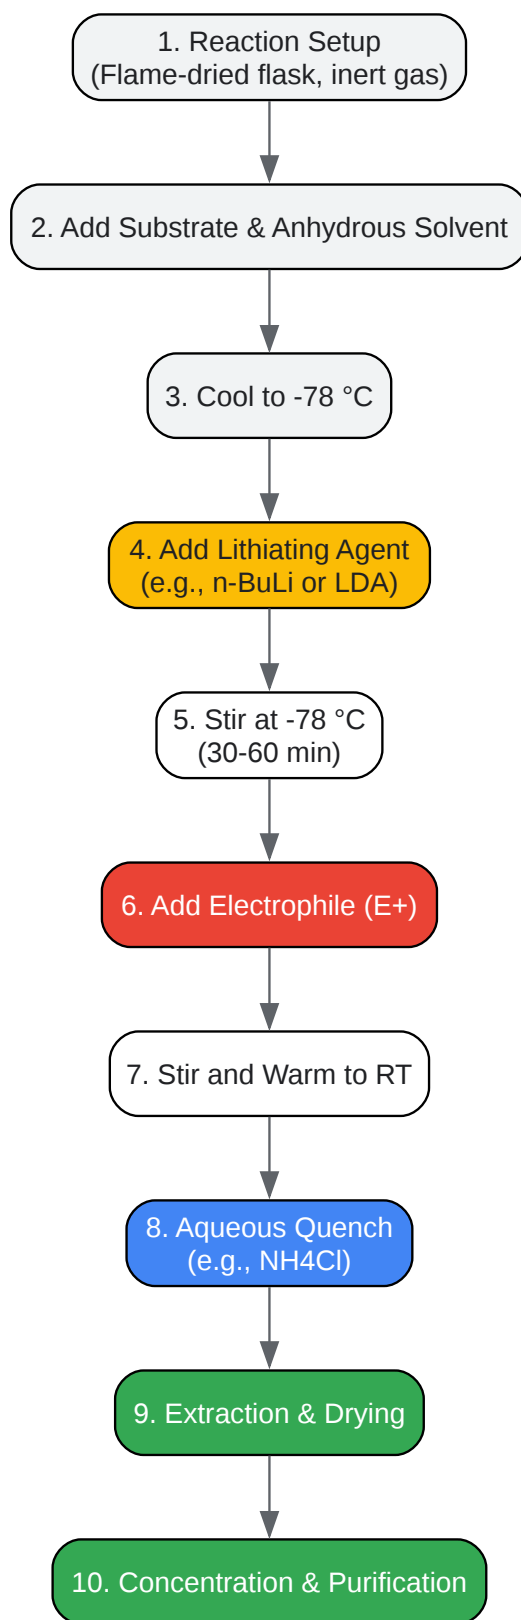 1. Reaction Setup
(Flame-dried flask, inert gas)
2. Add Substrate & Anhydrous Solvent
3. Cool to -78 °C
4. Add Lithiating Agent
(e.g., n-BuLi or LDA)
5. Stir at -78 °C
(30-60 min)
6. Add Electrophile (E+)
7. Stir and Warm to RT
8. Aqueous Quench
(e.g., NH4Cl)
9. Extraction & Drying
10. Concentration & Purification